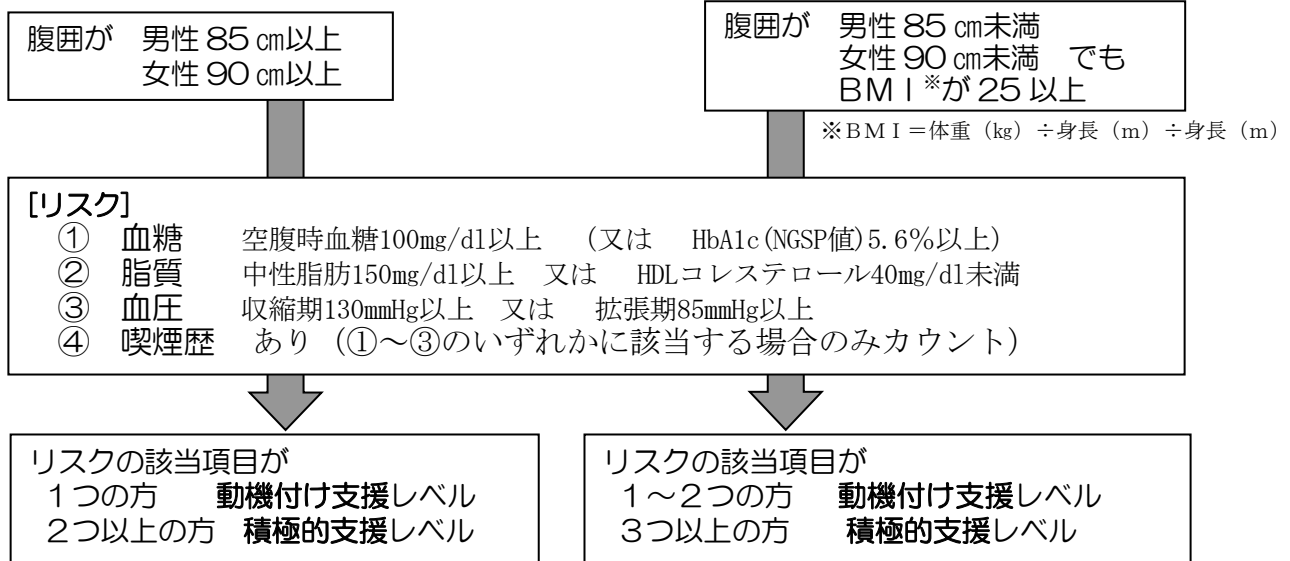 腹囲が 男性 85 ㎝以上
女性 90 ㎝以上
腹囲が 男性 85 ㎝未満
女性 90 ㎝未満 でも
ＢＭＩ※が 25 以上
※ＢＭＩ＝体重（㎏）÷身長（m）÷身長（m）
[リスク]
① 血糖 空腹時血糖100mg/dl以上 （又は HbA1c(NGSP値)5.6％以上）
② 脂質 中性脂肪150mg/dl以上 又は HDLコレステロール40mg/dl未満
③ 血圧 収縮期130mmHg以上 又は 拡張期85mmHg以上
④ 喫煙歴 あり（①～③のいずれかに該当する場合のみカウント）
リスクの該当項目が
１つの方 動機付け支援レベル
２つ以上の方 積極的支援レベル
リスクの該当項目が
１～２つの方 動機付け支援レベル
３つ以上の方 積極的支援レベル